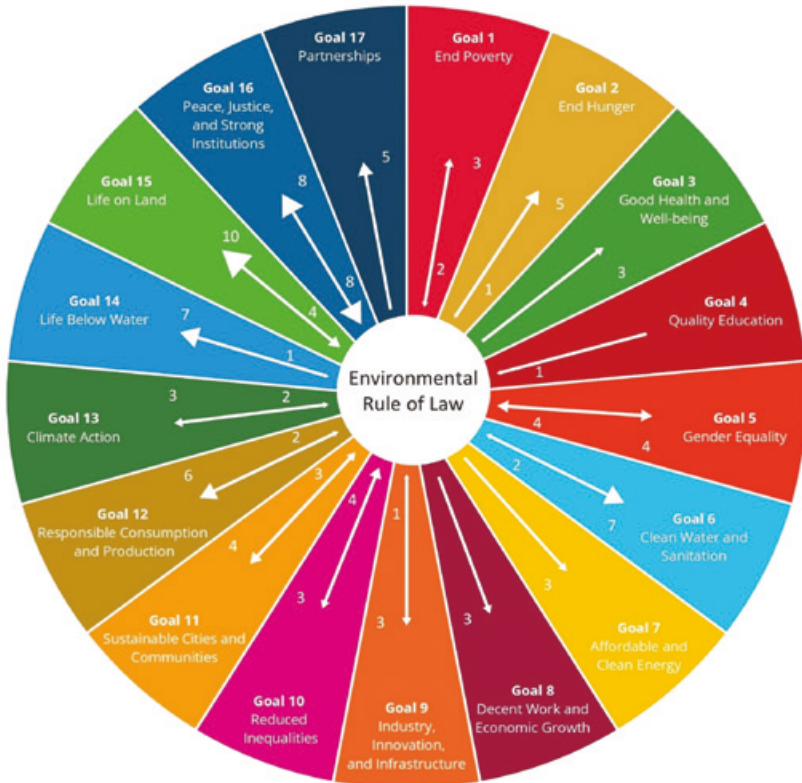 Goal 1
End Poverty
3
2
Goal 2
End Hunger
5
1
Goal 3
Good Health and
Well-being
3
Goal 4
Quality Education
1
Goal 5
Gender Equality
4
4
Goal 6
Clean Water and
Sanitation
2
7
Goal 7
Affordable and
Clean Energy
3
Goal 8
Decent Work and
Economic Growth
3
Goal 9
Industry,
Innovation,
and Infrastructure
1
3
Goal 10
Reduced
Inequalities
4
3
Goal 11
Sustainable Cities and
Communities
3
4
Goal 12
Responsible Consumption
and Production
2
6
Goal 13
Climate Action
3
2
Goal 14
Life Below Water
7
1
Goal 15
Life on Land
10
4
Goal 16
Peace, Justice,
and Strong
Institutions
8
8
Goal 17
Partnerships
5
Environmental
Rule of Law